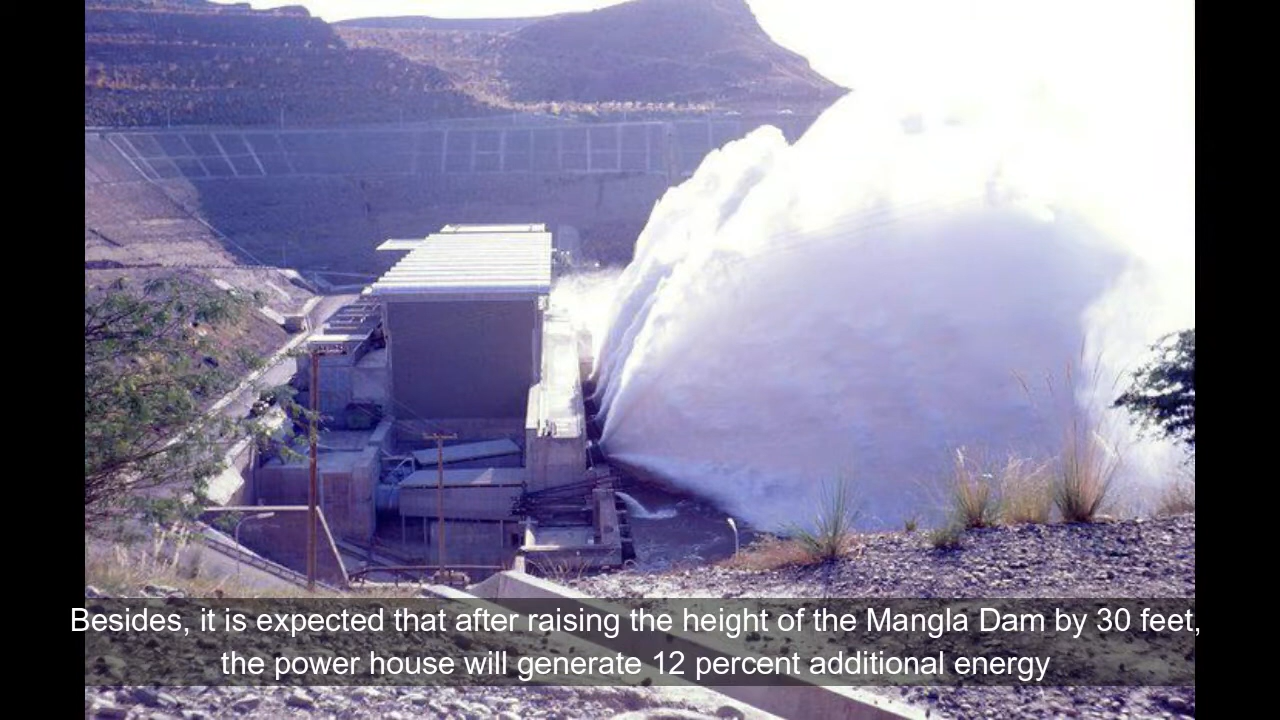 Besides, it is expected that after raising the height of the Mangla Dam by 30 feet,
the power house will generate 12 percent additional energy